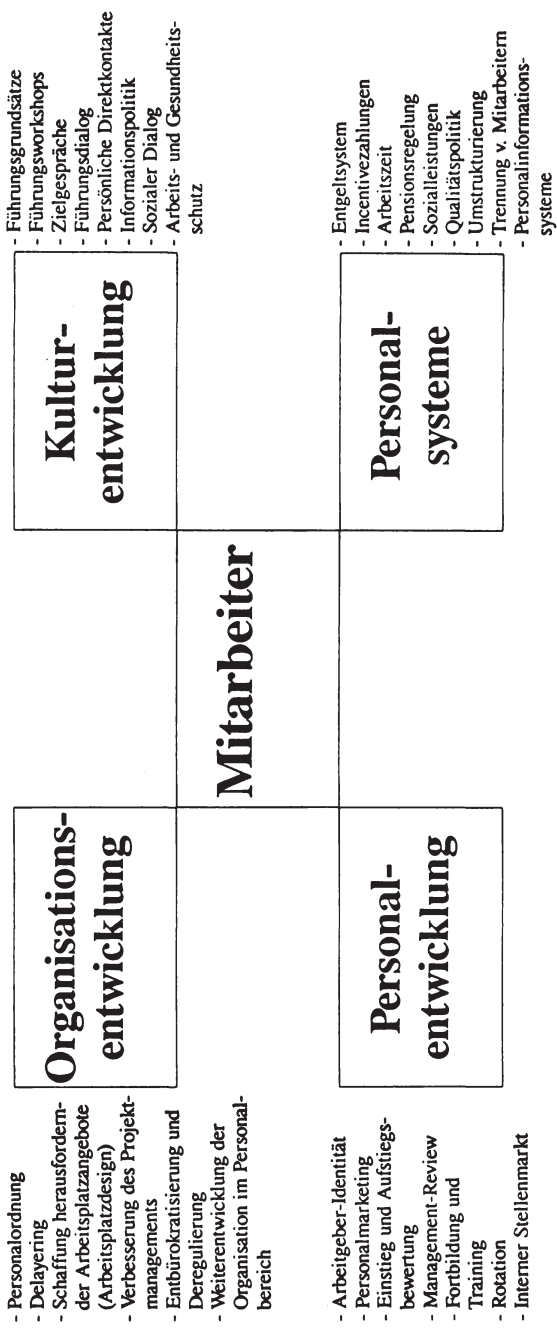 - Personalordnung
- Delayering
- Schaffung herausfordern-
der Arbeitsplatzangebote
(Arbeitsplatzdesign)
- Verbesserung des Projekt-
managements
- Entbürokratisierung und
Deregulierung
- Weiterentwicklung der
Organisation im Personal-
bereich
Organisations-
entwicklung
Kultur-
entwicklung
- Führungsgrundsätze
- Führungsworkshops
- Zielgespräche
- Führungsdialog
- Persönliche Direktkontakte
- Informationspolitik
- Sozialer Dialog
- Arbeits- und Gesundheits-
schutz
Mitarbeiter
- Arbeitgeber-Identität
- Personalmarketing
- Einstieg und Aufstiegs-
bewertung
- Management-Review
- Fortbildung und
Training
- Rotation
- Interner Stellenmarkt
Personal-
entwicklung
Personal-
systeme
- Entgeltsystem
- Incentivezahlungen
- Arbeitszeit
- Pensionsregelung
- Sozialleistungen
- Qualitätspolitik
- Umstrukturierung
- Trennung v. Mitarbeitern
- Personalinformations-
systeme